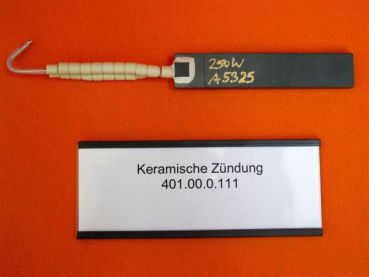 250W
A5325
Keramische Zündung
401.00.0.111